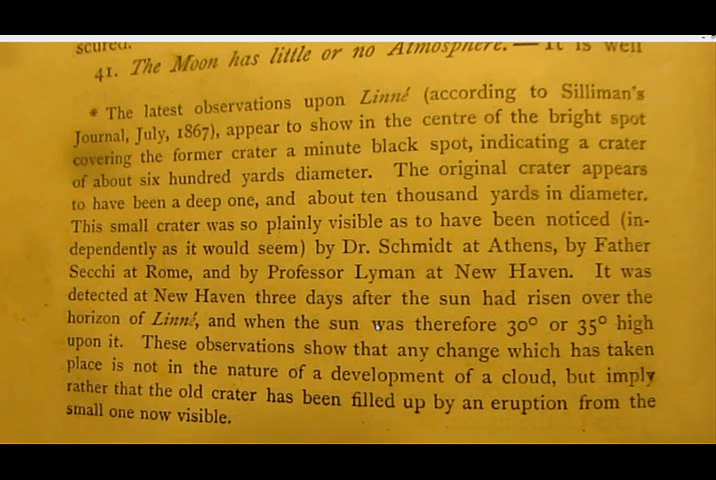 scured.
41. The Moon has little or no Atmosphere.—It is well
* The latest observations upon Linné (according to Silliman's
Journal, July, 1867), appear to show in the centre of the bright spot
covering the former crater a minute black spot, indicating a crater
of about six hundred yards diameter. The original crater appears
to have been a deep one, and about ten thousand yards in diameter.
This small crater was so plainly visible as to have been noticed (in-
dependently as it would seem) by Dr. Schmidt at Athens, by Father
Secchi at Rome, and by Professor Lyman at New Haven. It was
detected at New Haven three days after the sun had risen over the
horizon of Linné, and when the sun was therefore 30° or 35° high
upon it. These observations show that any change which has taken
place is not in the nature of a development of a cloud, but imply
rather that the old crater has been filled up by an eruption from the
small one now visible.